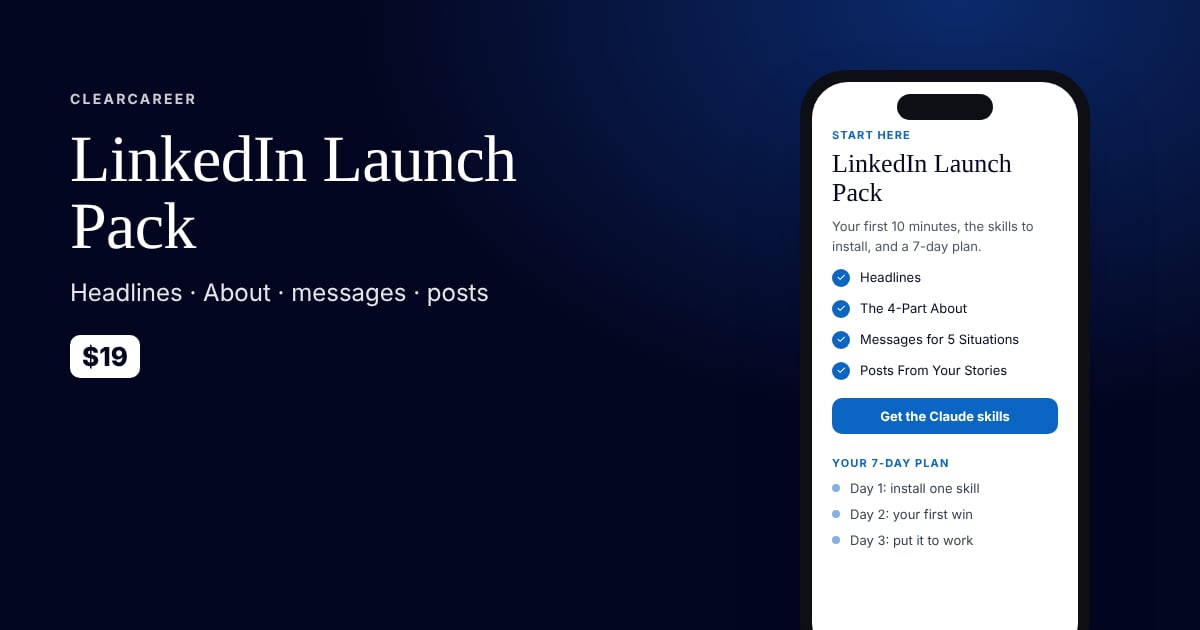 CLEARCAREER
LinkedIn Launch
Pack
Headlines · About · messages · posts
$19
START HERE
LinkedIn Launch
Pack
Your first 10 minutes, the skills to
install, and a 7-day plan.
Headlines
The 4-Part About
Messages for 5 Situations
Posts From Your Stories
Get the Claude skills
YOUR 7-DAY PLAN
Day 1: install one skill
Day 2: your first win
Day 3: put it to work